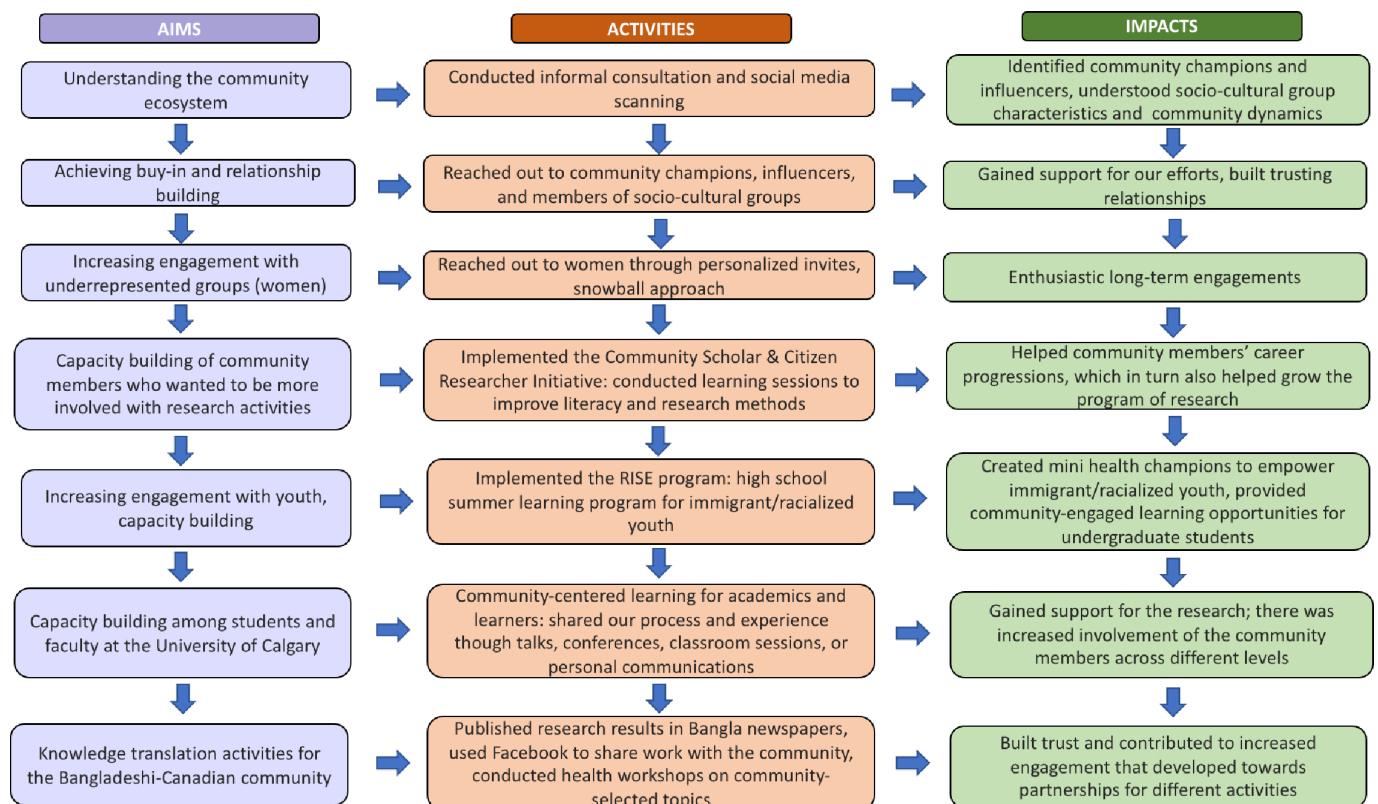 AIMS
ACTIVITIES
IMPACTS
Understanding the community
ecosystem
Conducted informal consultation and social media
scanning
Identified community champions and
influencers, understood socio-cultural group
characteristics and community dynamics
Achieving buy-in and relationship
building
Reached out to community champions, influencers,
and members of socio-cultural groups
Gained support for our efforts, built trusting
relationships
Increasing engagement with
underrepresented groups (women)
Reached out to women through personalized invites,
snowball approach
Enthusiastic long-term engagements
Capacity building of community
members who wanted to be more
involved with research activities
Implemented the Community Scholar & Citizen
Researcher Initiative: conducted learning sessions to
improve literacy and research methods
Helped community members’ career
progressions, which in turn also helped grow the
program of research
Increasing engagement with youth,
capacity building
Implemented the RISE program: high school
summer learning program for immigrant/racialized
youth
Created mini health champions to empower
immigrant/racialized youth, provided
community-engaged learning opportunities for
undergraduate students
Capacity building among students and
faculty at the University of Calgary
Community-centered learning for academics and
learners: shared our process and experience
though talks, conferences, classroom sessions, or
personal communications
Gained support for the research; there was
increased involvement of the community
members across different levels
Knowledge translation activities for
the Bangladeshi-Canadian community
Published research results in Bangla newspapers,
used Facebook to share work with the community,
conducted health workshops on community-
selected topics
Built trust and contributed to increased
engagement that developed towards
partnerships for different activities